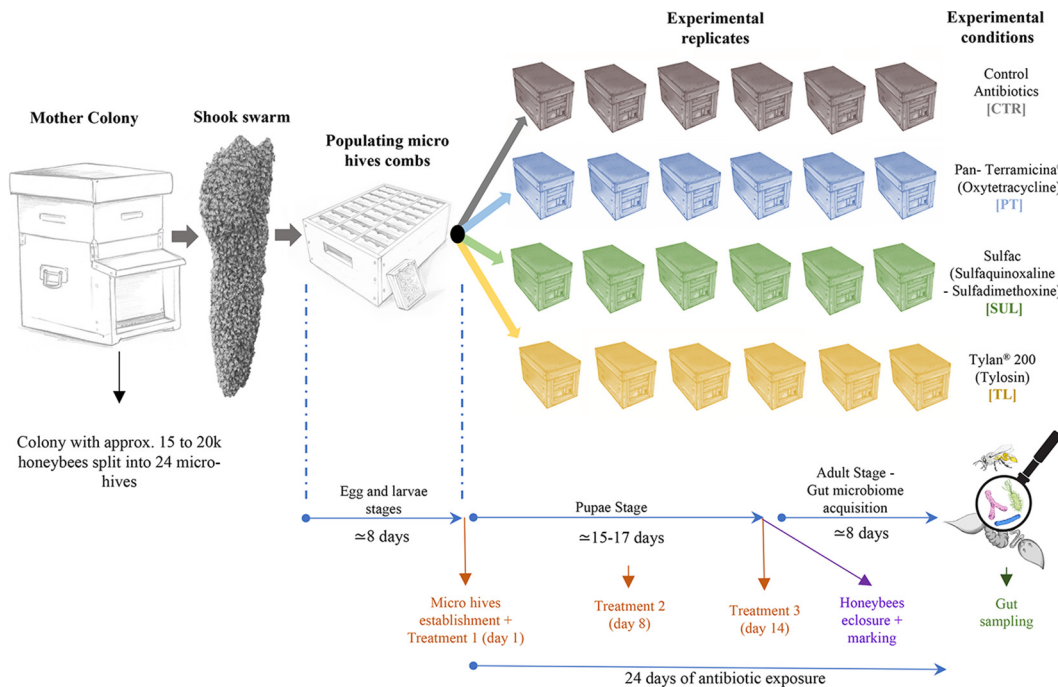 Experimental
replicates
Experimental
conditions
Mother Colony
Shook swarm
Populating micro
hives combs
Control
Antibiotics
[CTR]
Pan- Terramicina
(Oxytetracycline)
[PT]
Sulfac
(Sulfaquinoxaline
- Sulfadimethoxine)
[SUL]
Tylan® 200
(Tylosin)
[TL]
Colony with approx. 15 to 20k
honeybees split into 24 micro-
hives
Egg and larvae
stages
≃8 days
Pupae Stage
≃15-17 days
Adult Stage -
Gut microbiome
acquisition
≃8 days
Micro hives
establishment +
Treatment 1 (day 1)
Treatment 2
(day 8)
Treatment 3
(day 14)
Honeybees
eclosure +
marking
Gut
sampling
24 days of antibiotic exposure